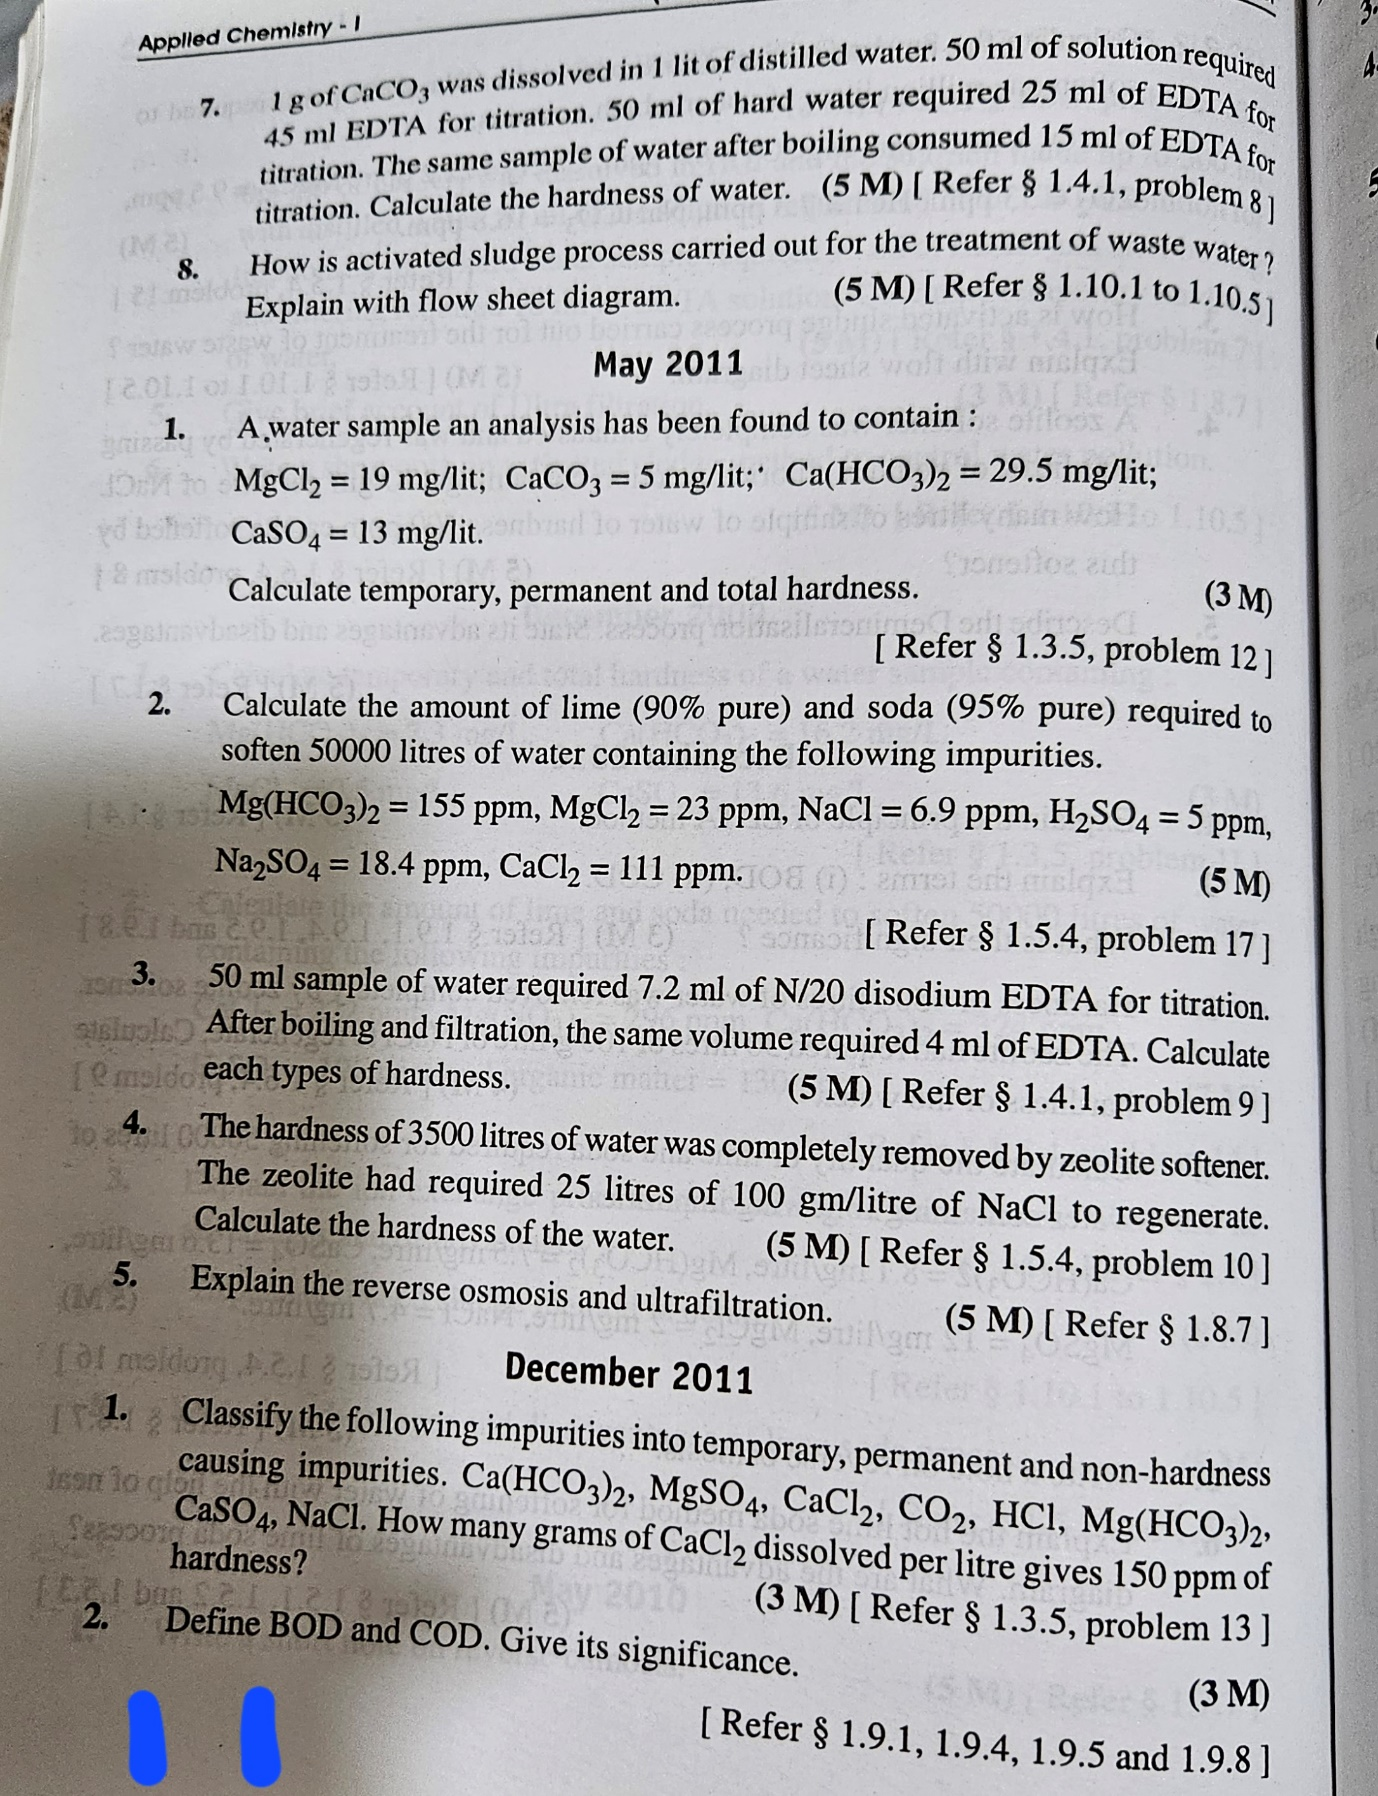 Applied Chemistry - I
7. 1 g of CaCO₃ was dissolved in 1 lit of distilled water. 50 ml of solution required
45 ml EDTA for titration. 50 ml of hard water required 25 ml of EDTA for
titration. The same sample of water after boiling consumed 15 ml of EDTA for
titration. Calculate the hardness of water. (5 M) [ Refer § 1.4.1, problem 8 ]
8. How is activated sludge process carried out for the treatment of waste water ?
Explain with flow sheet diagram. (5 M) [ Refer § 1.10.1 to 1.10.5 ]
May 2011
1. A water sample an analysis has been found to contain :
MgCl₂ = 19 mg/lit; CaCO₃ = 5 mg/lit; Ca(HCO₃)₂ = 29.5 mg/lit;
CaSO₄ = 13 mg/lit.
Calculate temporary, permanent and total hardness. (3 M)
[ Refer § 1.3.5, problem 12 ]
2. Calculate the amount of lime (90% pure) and soda (95% pure) required to
soften 50000 litres of water containing the following impurities.
Mg(HCO₃)₂ = 155 ppm, MgCl₂ = 23 ppm, NaCl = 6.9 ppm, H₂SO₄ = 5 ppm,
Na₂SO₄ = 18.4 ppm, CaCl₂ = 111 ppm. (5 M)
[ Refer § 1.5.4, problem 17 ]
3. 50 ml sample of water required 7.2 ml of N/20 disodium EDTA for titration.
After boiling and filtration, the same volume required 4 ml of EDTA. Calculate
each types of hardness. (5 M) [ Refer § 1.4.1, problem 9 ]
4. The hardness of 3500 litres of water was completely removed by zeolite softener.
The zeolite had required 25 litres of 100 gm/litre of NaCl to regenerate.
Calculate the hardness of the water. (5 M) [ Refer § 1.5.4, problem 10 ]
5. Explain the reverse osmosis and ultrafiltration. (5 M) [ Refer § 1.8.7 ]
December 2011
1. Classify the following impurities into temporary, permanent and non-hardness
causing impurities. Ca(HCO₃)₂, MgSO₄, CaCl₂, CO₂, HCl, Mg(HCO₃)₂,
CaSO₄, NaCl. How many grams of CaCl₂ dissolved per litre gives 150 ppm of
hardness? (3 M) [ Refer § 1.3.5, problem 13 ]
2. Define BOD and COD. Give its significance. (3 M)
[ Refer § 1.9.1, 1.9.4, 1.9.5 and 1.9.8 ]